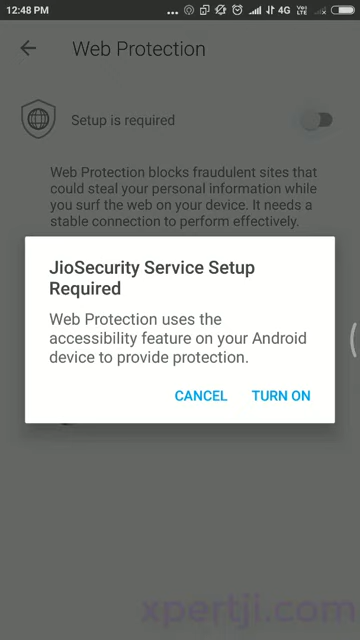 12:48 PM ... 4G VoLTE
Web Protection
Setup is required
Web Protection blocks fraudulent sites that
could steal your personal information while
you surf the web on your device. It needs a
stable connection to perform effectively.
JioSecurity Service Setup
Required
Web Protection uses the
accessibility feature on your Android
device to provide protection.
CANCEL TURN ON
xpertji.com